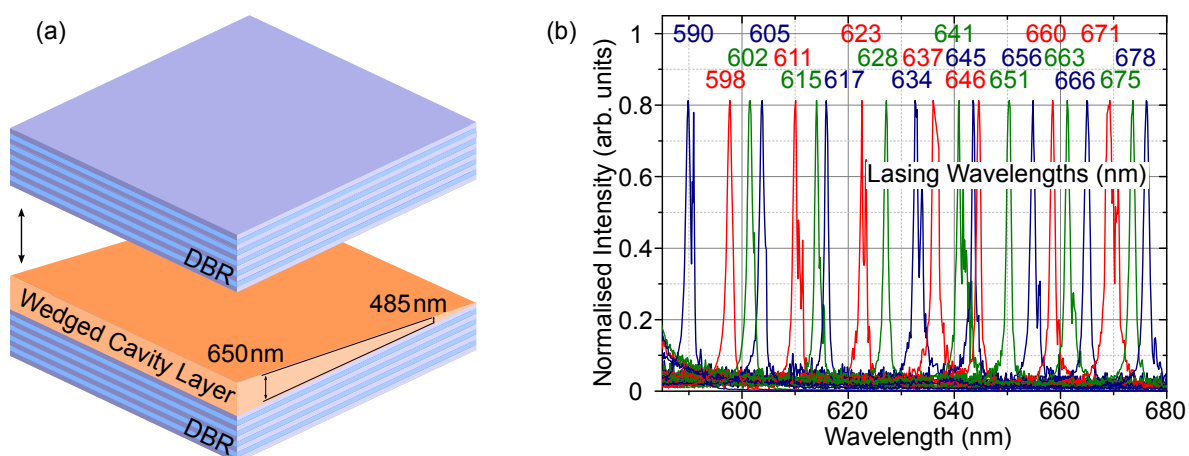 (a)
DBR
Wedged Cavity Layer
485nm
650nm
DBR
(b)
590 605 623 641 660 671
602 611 628 637 645 656 663 678
598 615 617 634 646 651 666 675
Lasing Wavelengths (nm)
Normalised Intensity (arb. units)
1
0.8
0.6
0.4
0.2
0
600 620 640 660 680
Wavelength (nm)